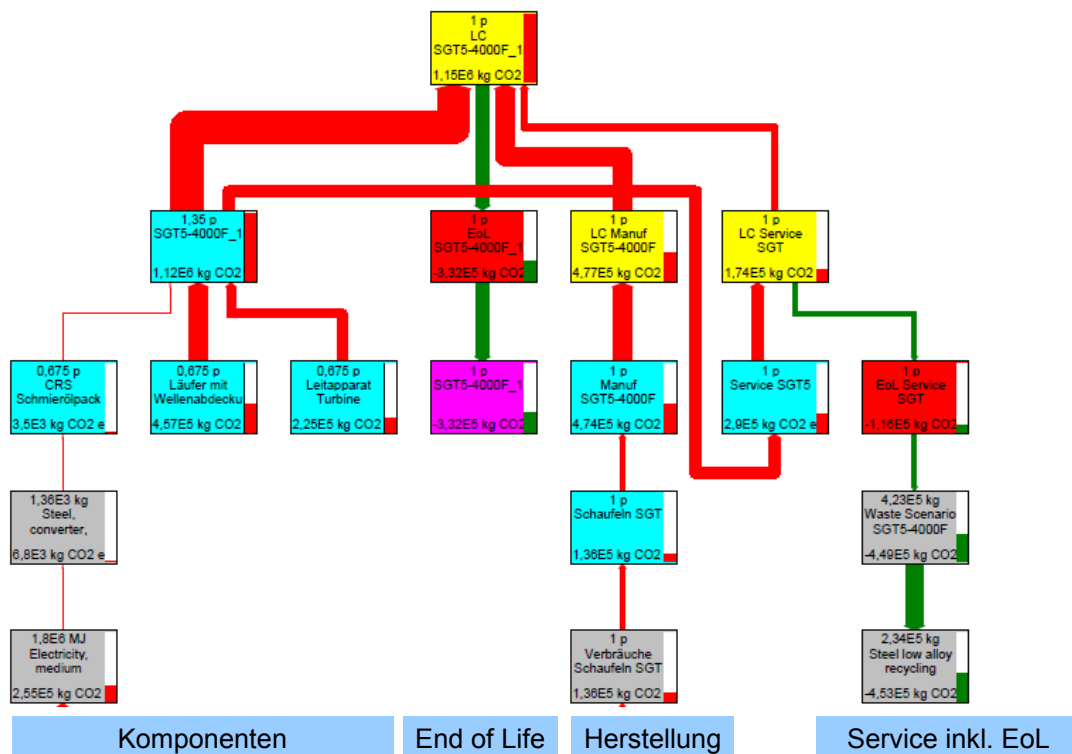 1 p
LC
SGT5-4000F_1
1,15E6 kg CO2
1,35 p
SGT5-4000F_1
1,12E6 kg CO2
1 p
EoL
SGT5-4000F_1
-3,32E5 kg CO2
1 p
LC Manuf
SGT5-4000F
4,77E5 kg CO2
1 p
LC Service
SGT
1,74E5 kg CO2
0,675 p
CRS
Schmierölpack
3,5E3 kg CO2 e
0,675 p
Läufer mit
Wellenabdecku
4,57E5 kg CO2
0,675 p
Leitapparat
Turbine
2,25E5 kg CO2
1 p
SGT5-4000F_1
-3,32E5 kg CO2
1 p
Manuf
SGT5-4000F
4,74E5 kg CO2
1 p
Service SGT5
2,9E5 kg CO2 e
1 p
EoL Service
SGT
-1,16E5 kg CO2
1,36E3 kg
Steel,
converter,
6,8E3 kg CO2 e
1 p
Schaufeln SGT
1,36E5 kg CO2
4,23E5 kg
Waste Scenario
SGT5-4000F
-4,49E5 kg CO2
1,8E6 MJ
Electricity,
medium
2,55E5 kg CO2
1 p
Verbräuche
Schaufeln SGT
1,36E5 kg CO2
2,34E5 kg
Steel low alloy
recycling
-4,53E5 kg CO2
Komponenten
End of Life
Herstellung
Service inkl. EoL